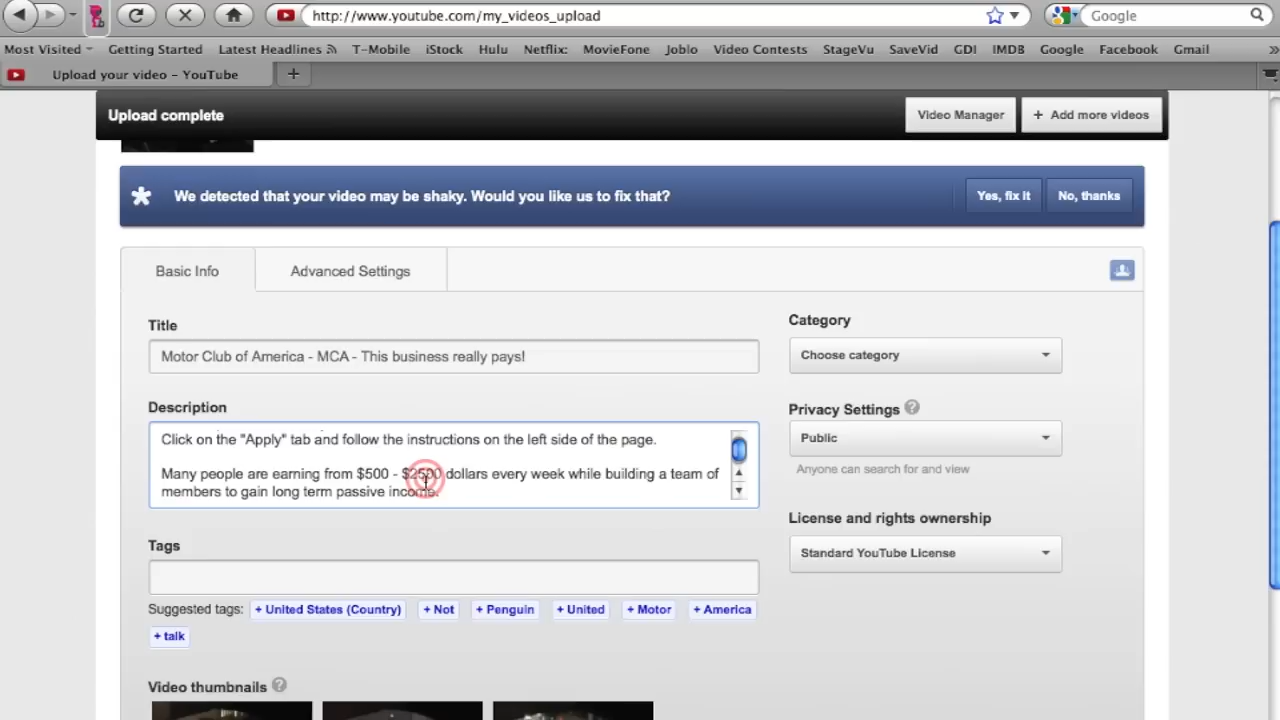 http://www.youtube.com/my_videos_upload
Google
Most Visited Getting Started Latest Headlines T-Mobile iStock Hulu Netflix: MovieFone Joblo Video Contests StageVu SaveVid GDI IMDB Google Facebook Gmail »
Upload your video – YouTube +
Upload complete
Video Manager
+ Add more videos
We detected that your video may be shaky. Would you like us to fix that?
Yes, fix it
No, thanks
Basic Info
Advanced Settings
Title
Motor Club of America - MCA - This business really pays!
Description
Click on the "Apply" tab and follow the instructions on the left side of the page.
Many people are earning from $500 - $2500 dollars every week while building a team of
members to gain long term passive income.
Tags
Suggested tags: + United States (Country) + Not + Penguin + United + Motor + America
+ talk
Video thumbnails ?
Category
Choose category
Privacy Settings ?
Public
Anyone can search for and view
License and rights ownership
Standard YouTube License